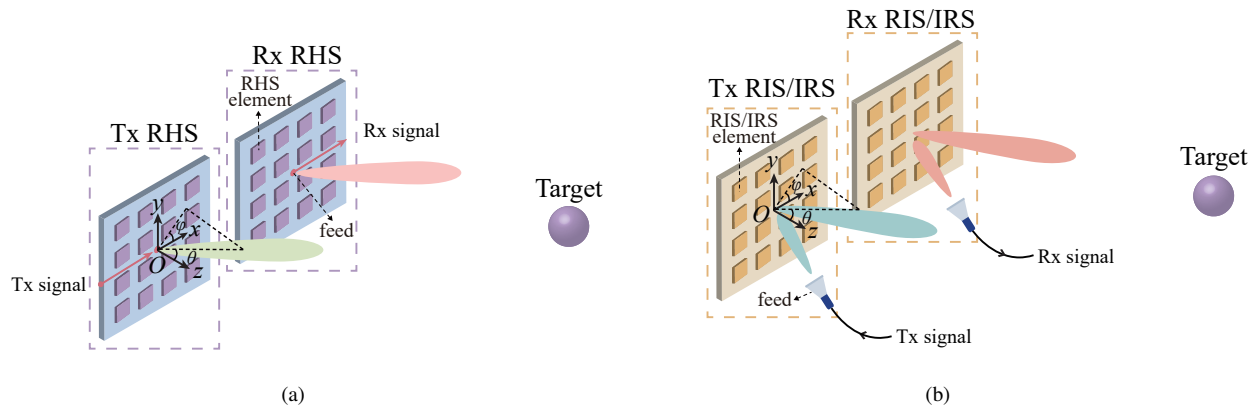 Rx RHS
RHS
element
Tx RHS
Rx signal
Target
y
φ
x
O
θ
z
feed
Tx signal
(a)
Rx RIS/IRS
Tx RIS/IRS
RIS/IRS
element
Target
y
φ
x
O
θ
z
Rx signal
feed
Tx signal
(b)